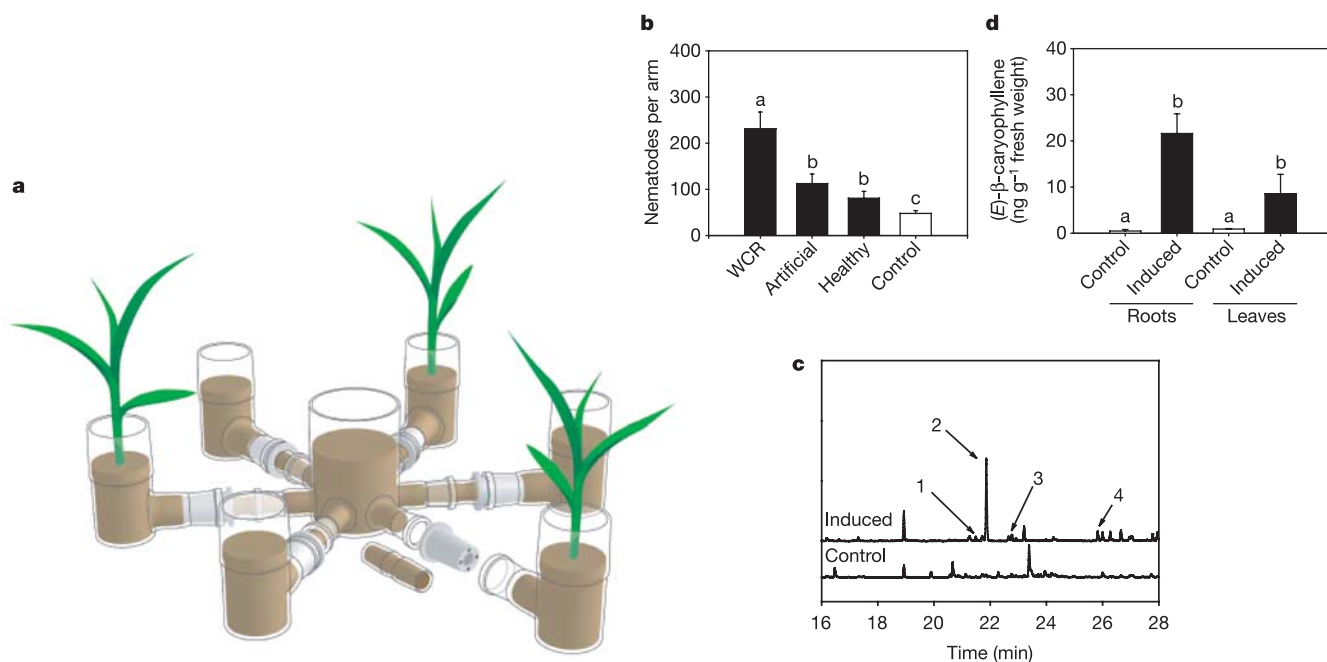 a
b
Nematodes per arm
400
300
200
100
0
a
b
b
c
WCR
Artificial
Healthy
Control
d
(E)-β-caryophyllene
(ng g⁻¹ fresh weight)
40
30
20
10
0
a
b
a
b
Control
Induced
Control
Induced
Roots
Leaves
c
1
2
3
4
Induced
Control
16
18
20
22
24
26
28
Time (min)